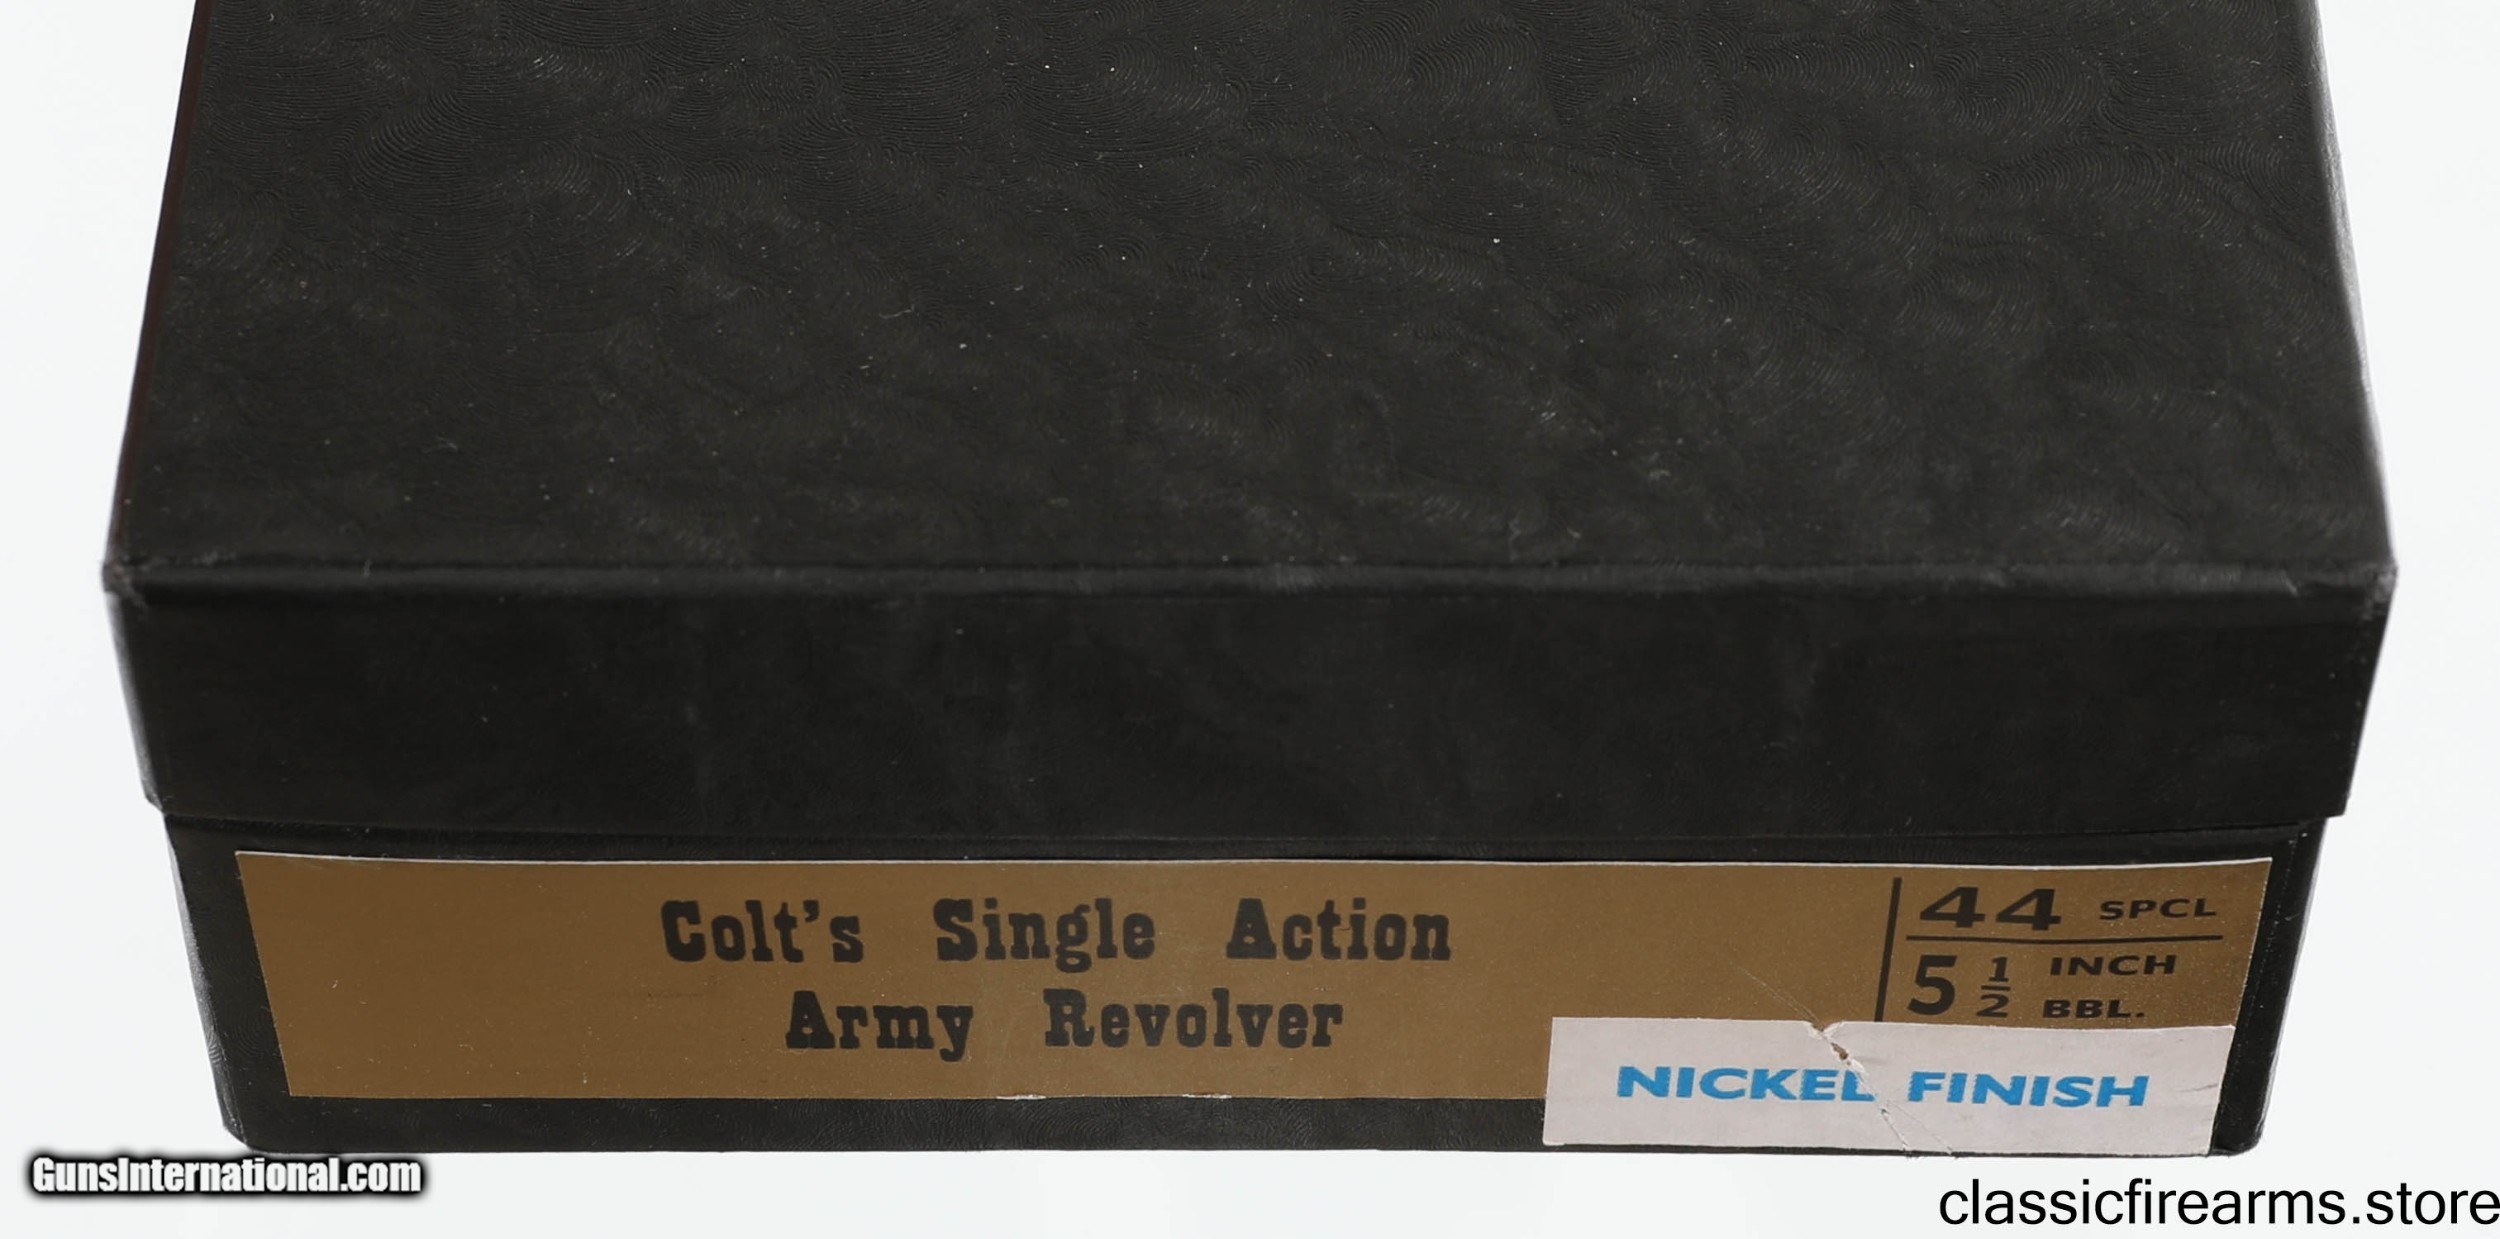 Colt's Single Action
Army Revolver
44 SPCL
5 1/2 INCH
BBL.
NICKEL FINISH
GunsInternational.com
classicfirearms.store